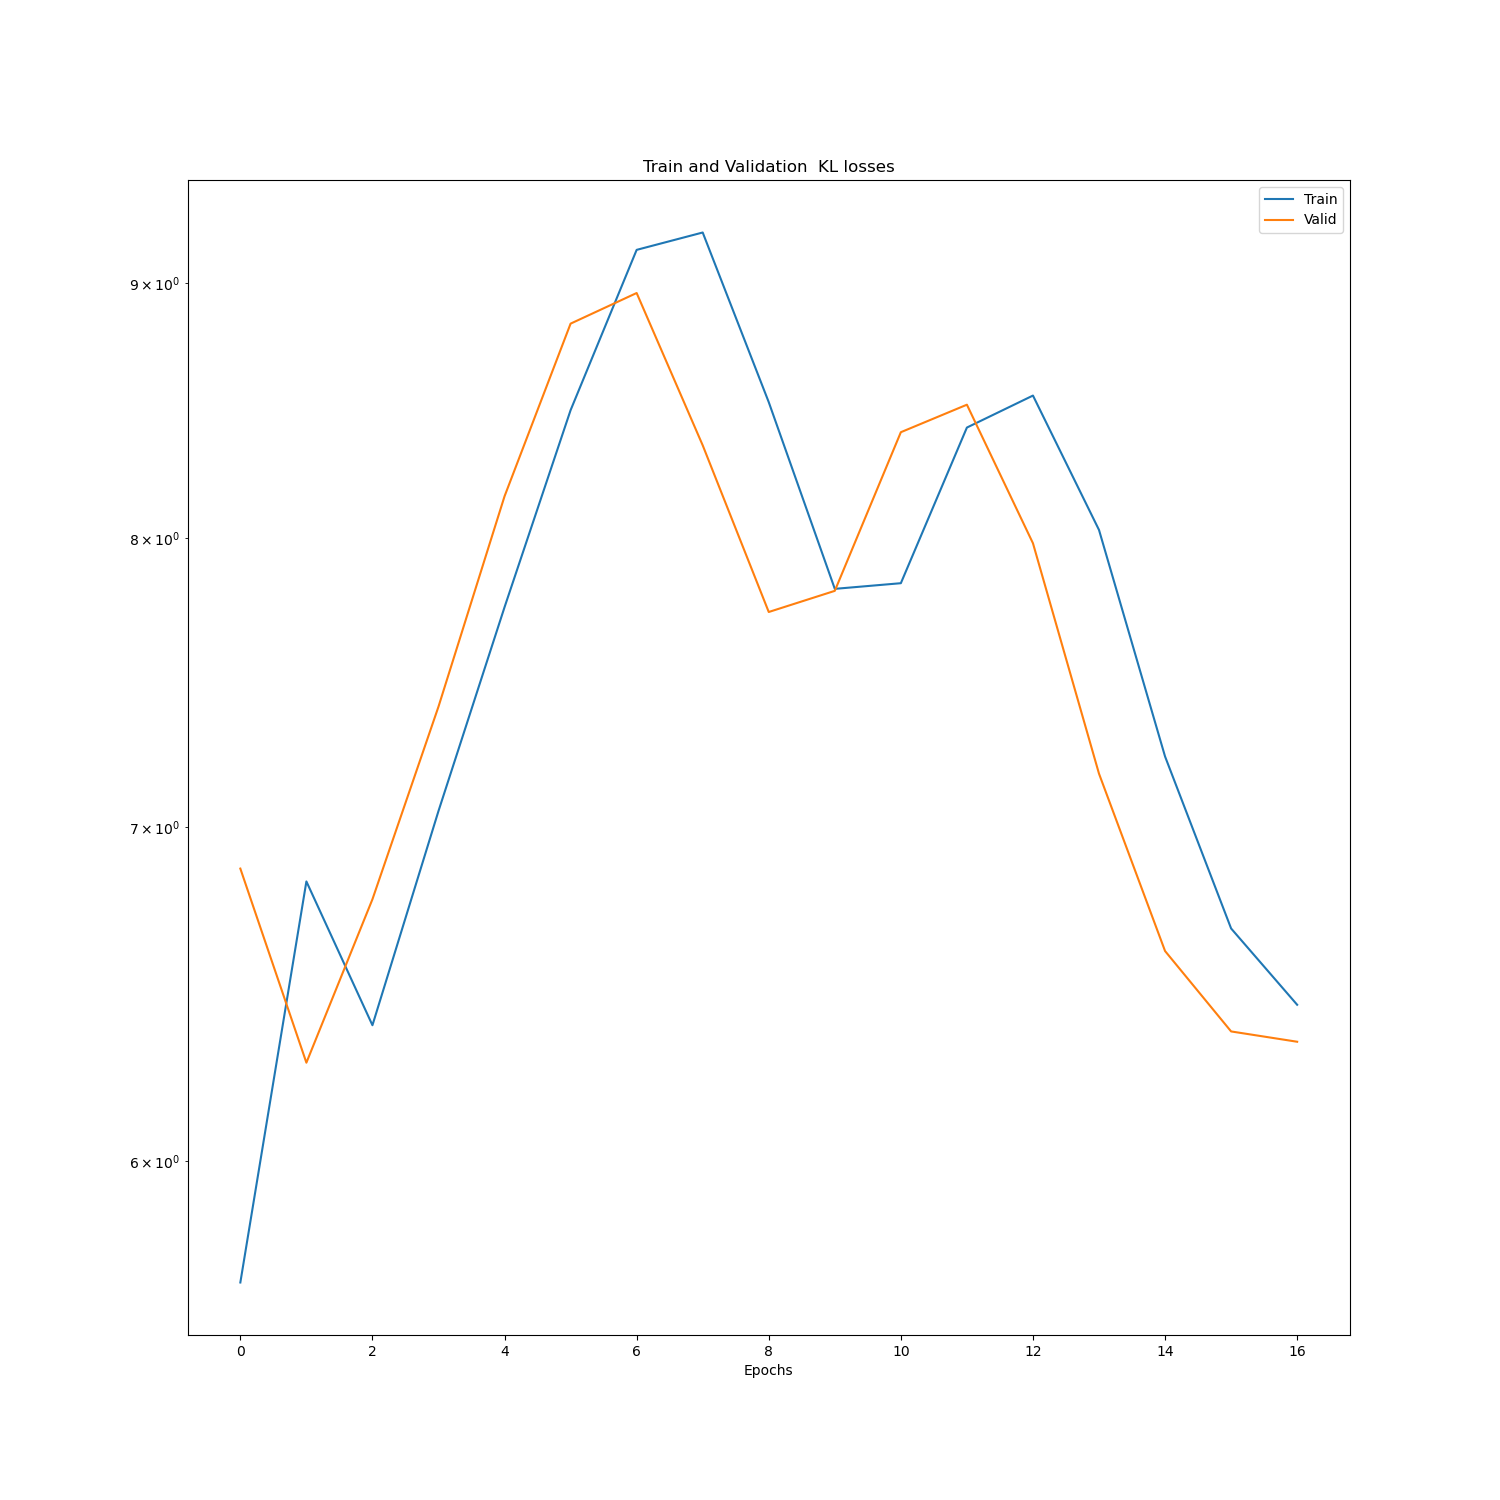 Train and Validation  KL losses
Train
Valid
9 × 10⁰
8 × 10⁰
7 × 10⁰
6 × 10⁰
0 2 4 6 8 10 12 14 16
Epochs